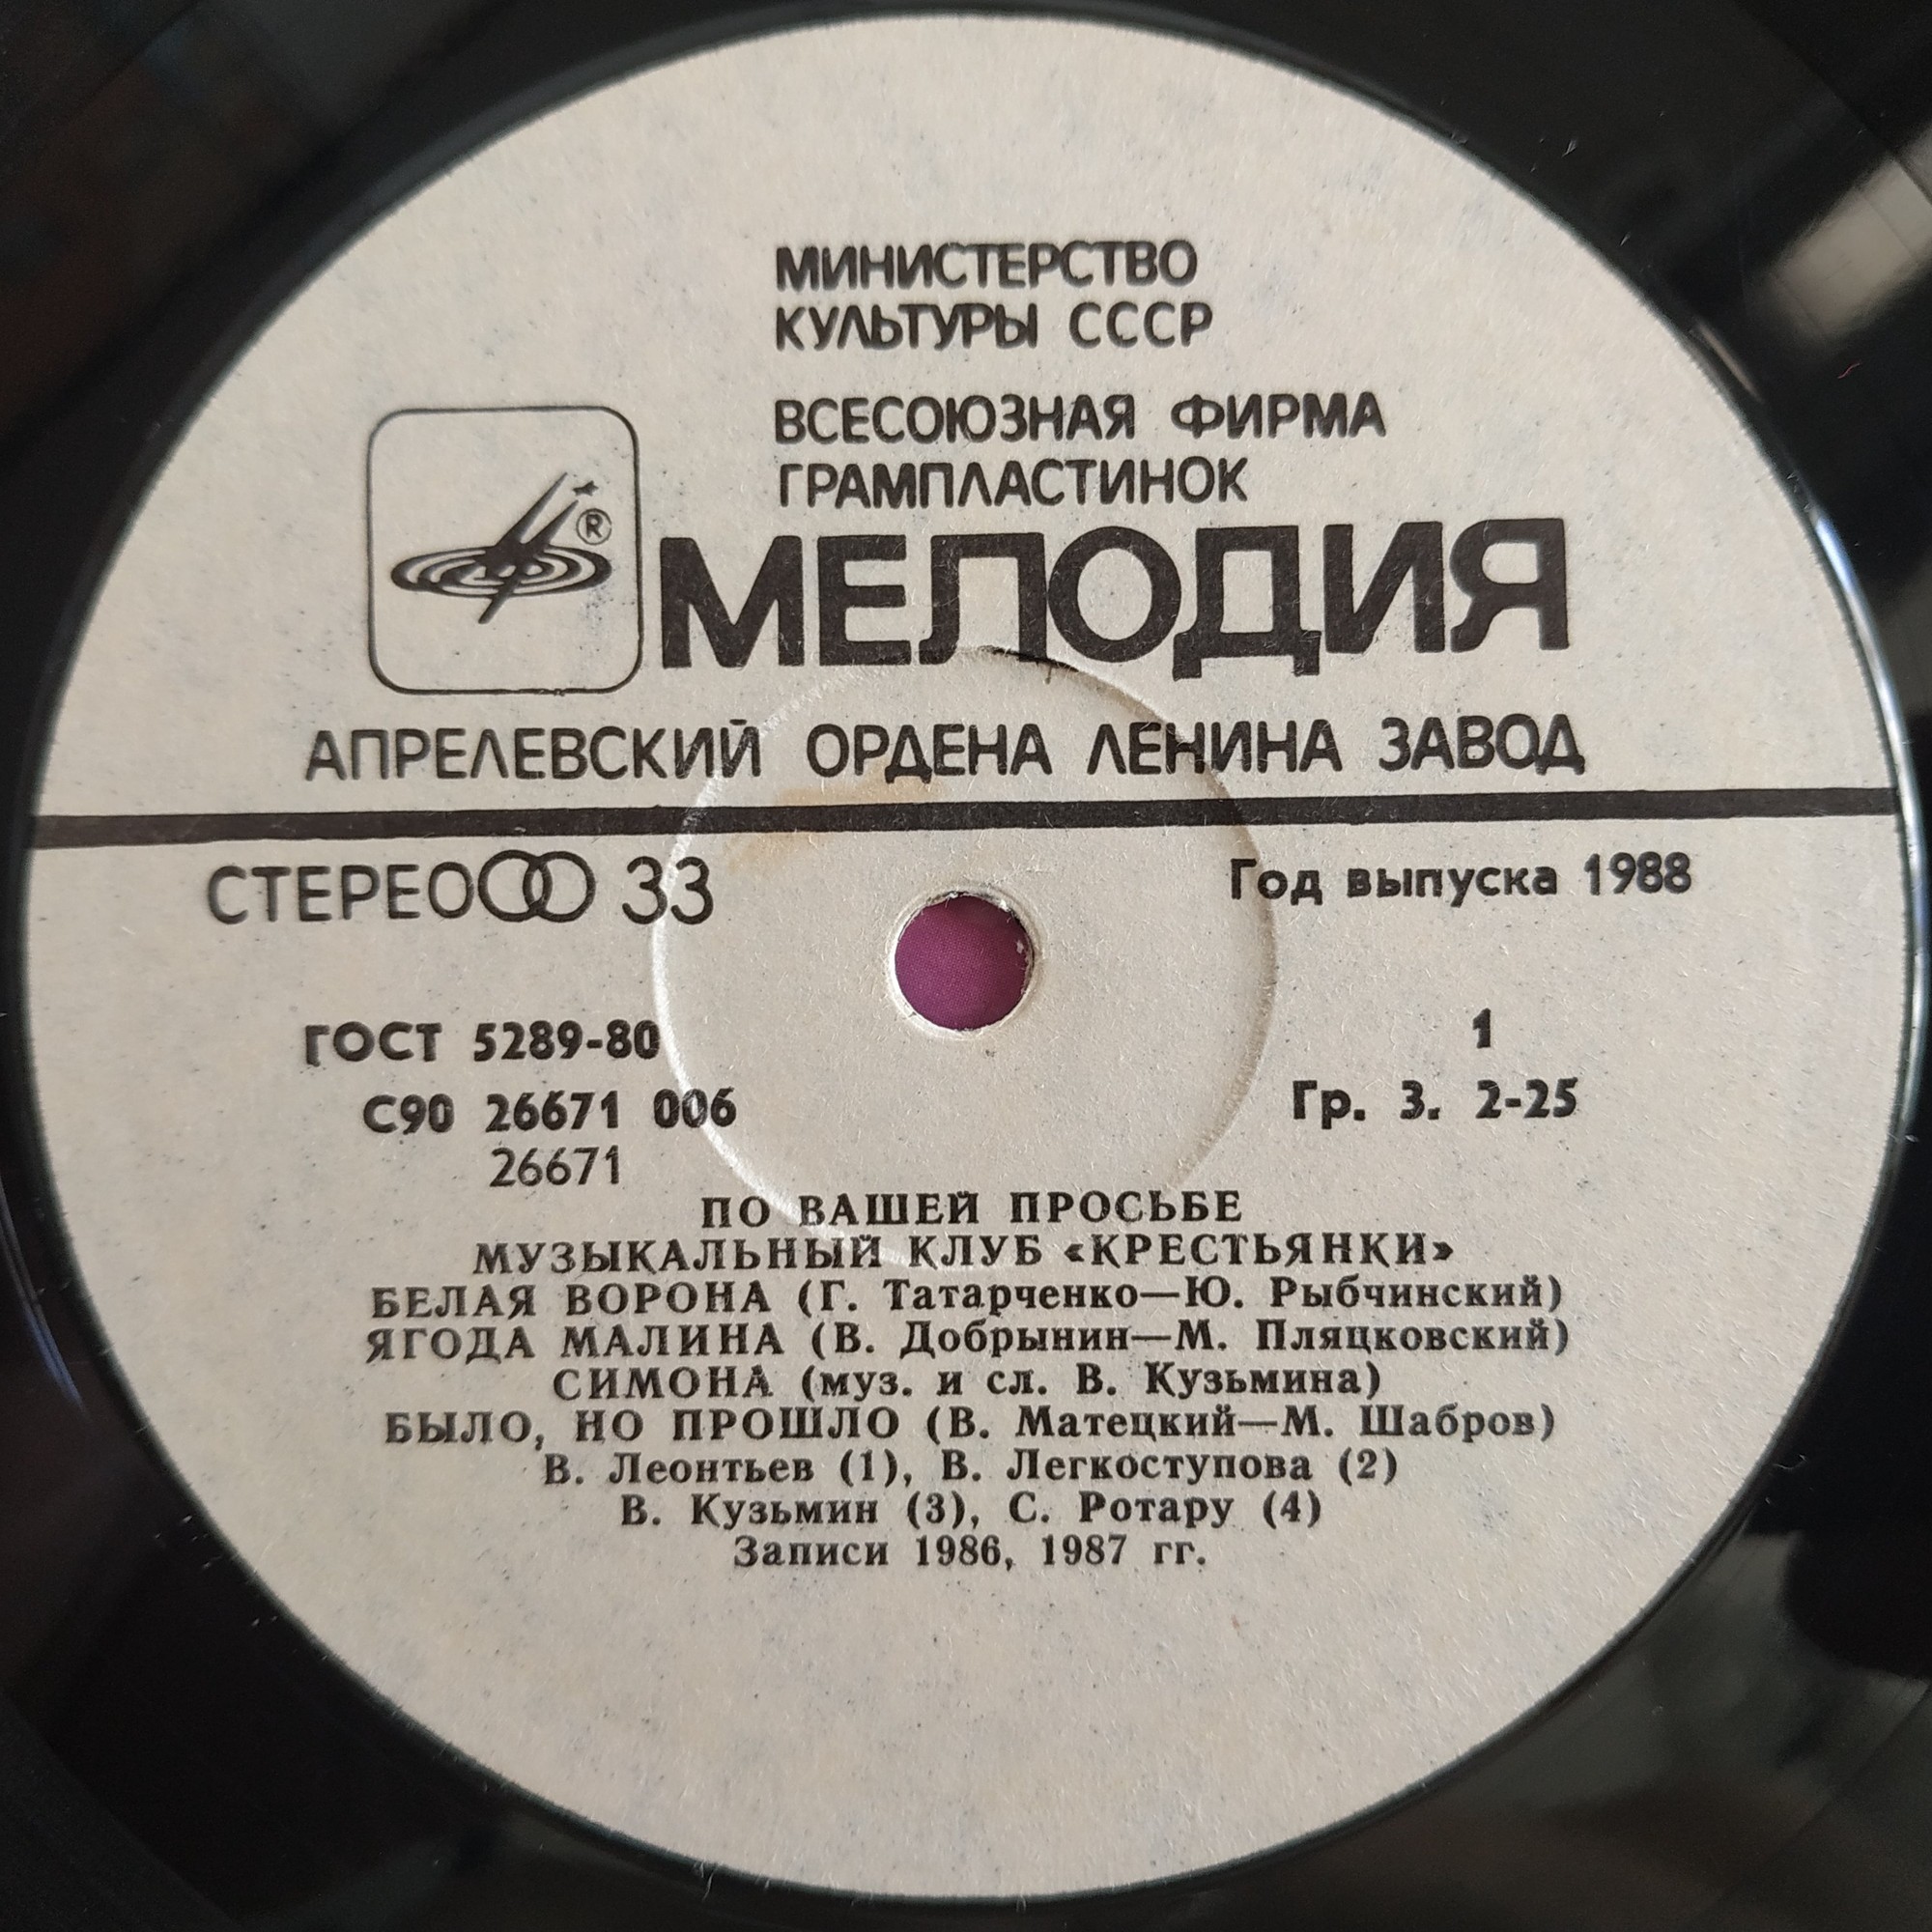 МИНИСТЕРСТВО
КУЛЬТУРЫ СССР
ВСЕСОЮЗНАЯ ФИРМА
ГРАМПЛАСТИНОК
®
МЕЛОДИЯ
АПРЕЛЕВСКИЙ ОРДЕНА ЛЕНИНА ЗАВОД
СТЕРЕО 33
Год выпуска 1988
ГОСТ 5289-80
1
С90 26671 006
Гр. 3. 2-25
26671
ПО ВАШЕЙ ПРОСЬБЕ
МУЗЫКАЛЬНЫЙ КЛУБ «КРЕСТЬЯНКИ»
БЕЛАЯ ВОРОНА (Г. Татарченко—Ю. Рыбчинский)
ЯГОДА МАЛИНА (В. Добрынин—М. Пляцковский)
СИМОНА (муз. и сл. В. Кузьмина)
БЫЛО, НО ПРОШЛО (В. Матецкий—М. Шабров)
В. Леонтьев (1), В. Легкоступова (2)
В. Кузьмин (3), С. Ротару (4)
Записи 1986, 1987 гг.